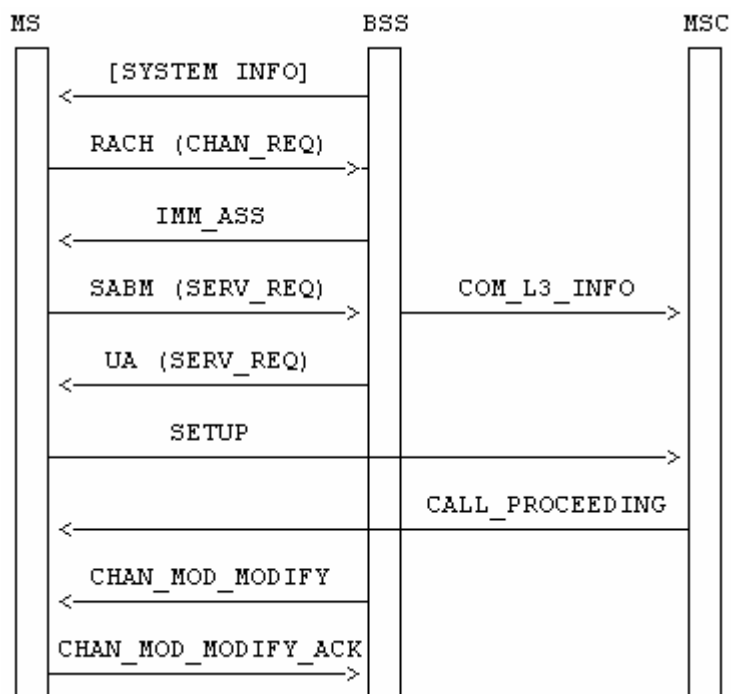 MS BSS MSC
[SYSTEM INFO]
RACH (CHAN_REQ)
IMM_ASS
SABM (SERV_REQ) COM_L3_INFO
UA (SERV_REQ)
SETUP
CALL_PROCEEDING
CHAN_MOD_MODIFY
CHAN_MOD_MODIFY_ACK